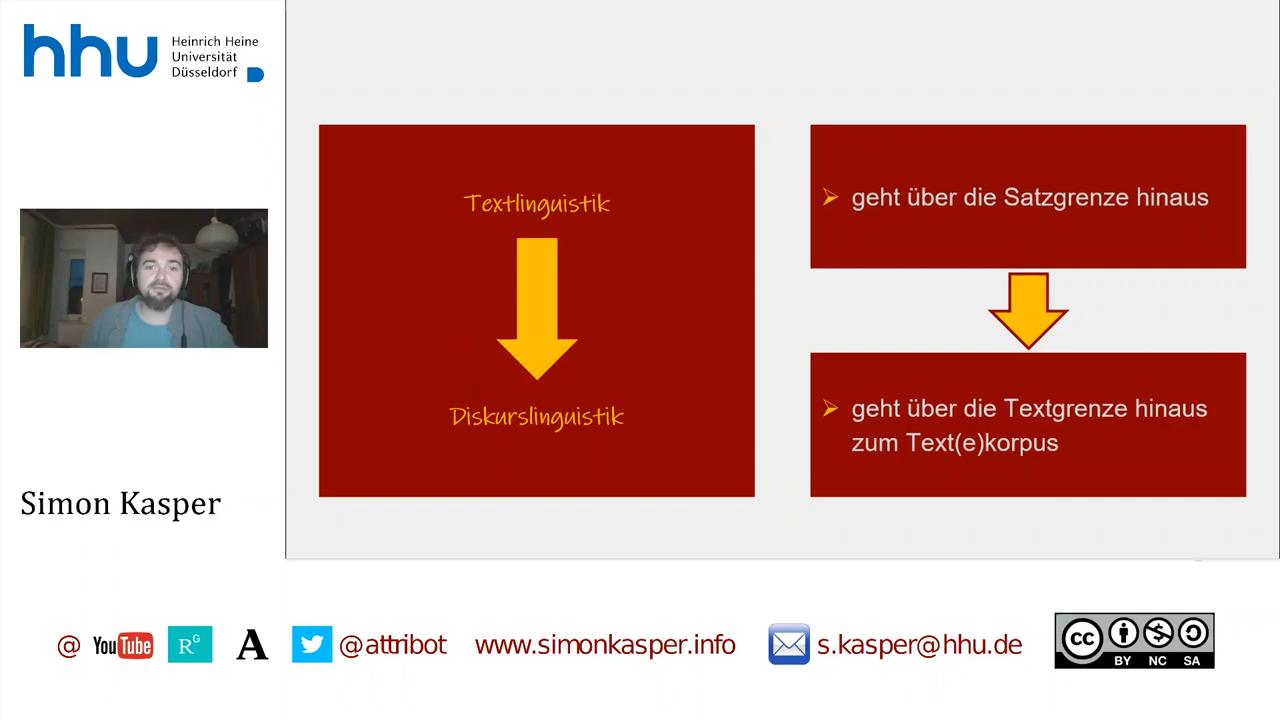 hhu Heinrich Heine
Universität
Düsseldorf
Textlinguistik
Diskurslinguistik
geht über die Satzgrenze hinaus
geht über die Textgrenze hinaus
zum Text(e)korpus
Simon Kasper
@ YouTube RG A @attribot www.simonkasper.info s.kasper@hhu.de
cc BY NC SA